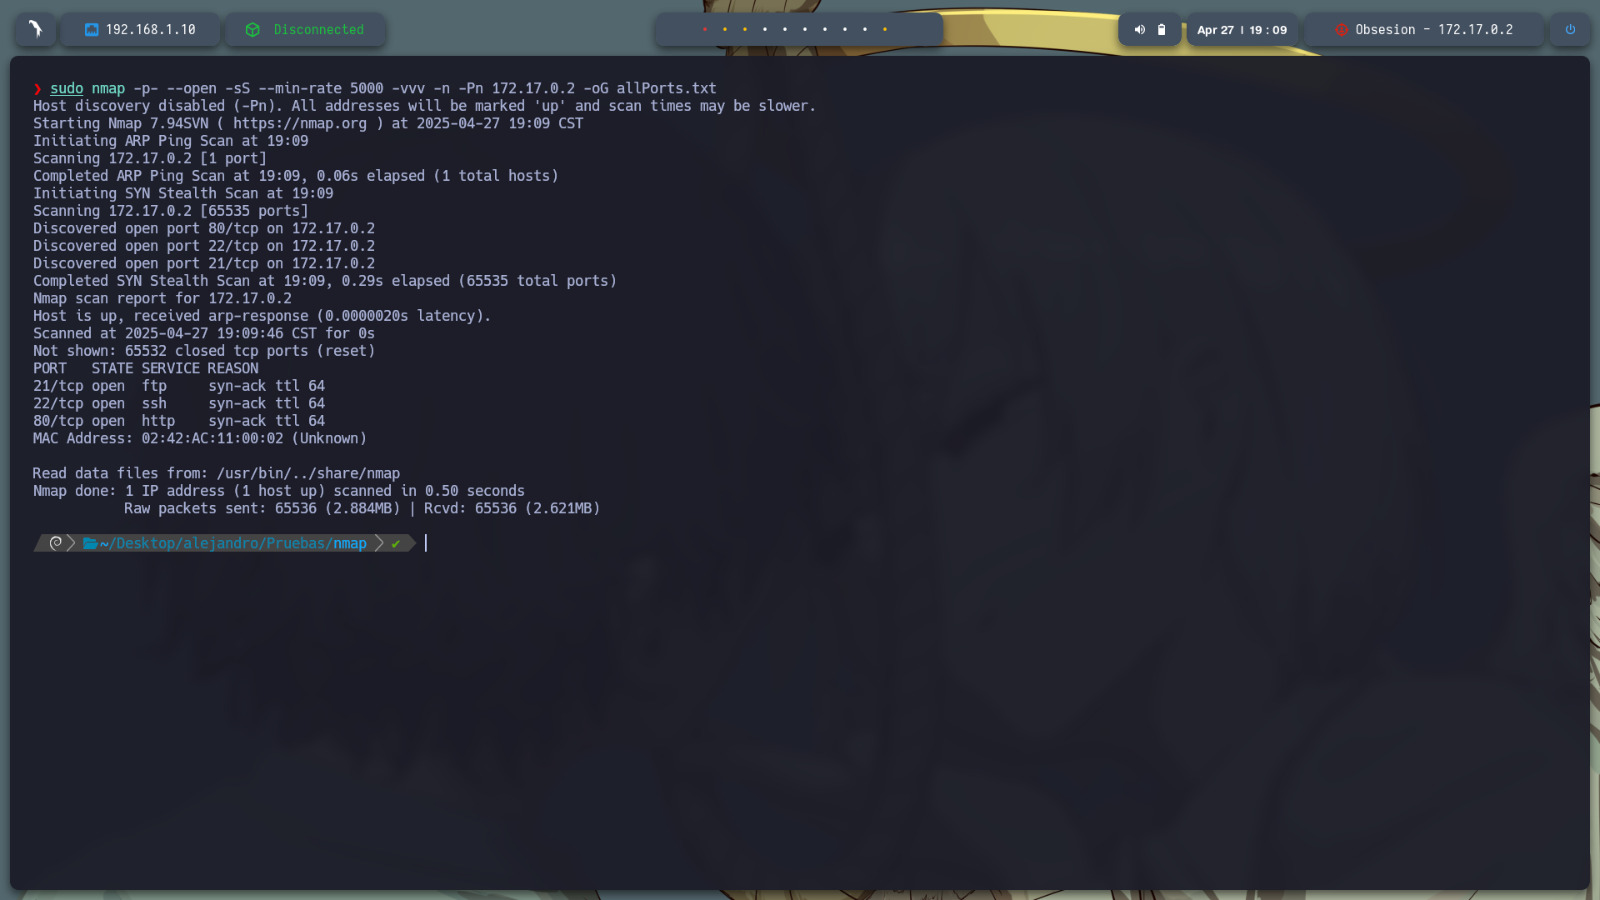 192.168.1.10
Disconnected
Apr 27 | 19 : 09
Obsesion - 172.17.0.2
❯ sudo nmap -p- --open -sS --min-rate 5000 -vvv -n -Pn 172.17.0.2 -oG allPorts.txt
Host discovery disabled (-Pn). All addresses will be marked 'up' and scan times may be slower.
Starting Nmap 7.94SVN ( https://nmap.org ) at 2025-04-27 19:09 CST
Initiating ARP Ping Scan at 19:09
Scanning 172.17.0.2 [1 port]
Completed ARP Ping Scan at 19:09, 0.06s elapsed (1 total hosts)
Initiating SYN Stealth Scan at 19:09
Scanning 172.17.0.2 [65535 ports]
Discovered open port 80/tcp on 172.17.0.2
Discovered open port 22/tcp on 172.17.0.2
Discovered open port 21/tcp on 172.17.0.2
Completed SYN Stealth Scan at 19:09, 0.29s elapsed (65535 total ports)
Nmap scan report for 172.17.0.2
Host is up, received arp-response (0.0000020s latency).
Scanned at 2025-04-27 19:09:46 CST for 0s
Not shown: 65532 closed tcp ports (reset)
PORT   STATE SERVICE REASON
21/tcp open  ftp     syn-ack ttl 64
22/tcp open  ssh     syn-ack ttl 64
80/tcp open  http    syn-ack ttl 64
MAC Address: 02:42:AC:11:00:02 (Unknown)
Read data files from: /usr/bin/../share/nmap
Nmap done: 1 IP address (1 host up) scanned in 0.50 seconds
Raw packets sent: 65536 (2.884MB) | Rcvd: 65536 (2.621MB)
~/Desktop/alejandro/Pruebas/nmap ✔